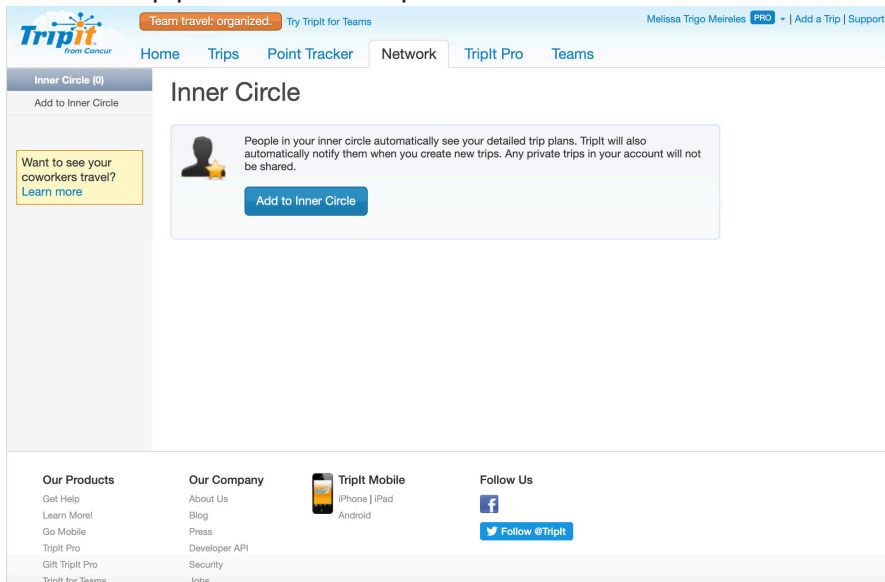 Team travel: organized. Try TripIt for Teams
Melissa Trigo Meireles PRO | Add a Trip | Support
TripIt
from Concur
Home Trips Point Tracker Network TripIt Pro Teams
Inner Circle (0)
Add to Inner Circle
Want to see your
coworkers travel?
Learn more
Inner Circle
People in your inner circle automatically see your detailed trip plans. TripIt will also
automatically notify them when you create new trips. Any private trips in your account will not
be shared.
Add to Inner Circle
Our Products
Get Help
Learn More!
Go Mobile
TripIt Pro
Gift TripIt Pro
TripIt for Teams
Our Company
About Us
Blog
Press
Developer API
Security
Jobs
TripIt Mobile
iPhone | iPad
Android
Follow Us
Follow @TripIt